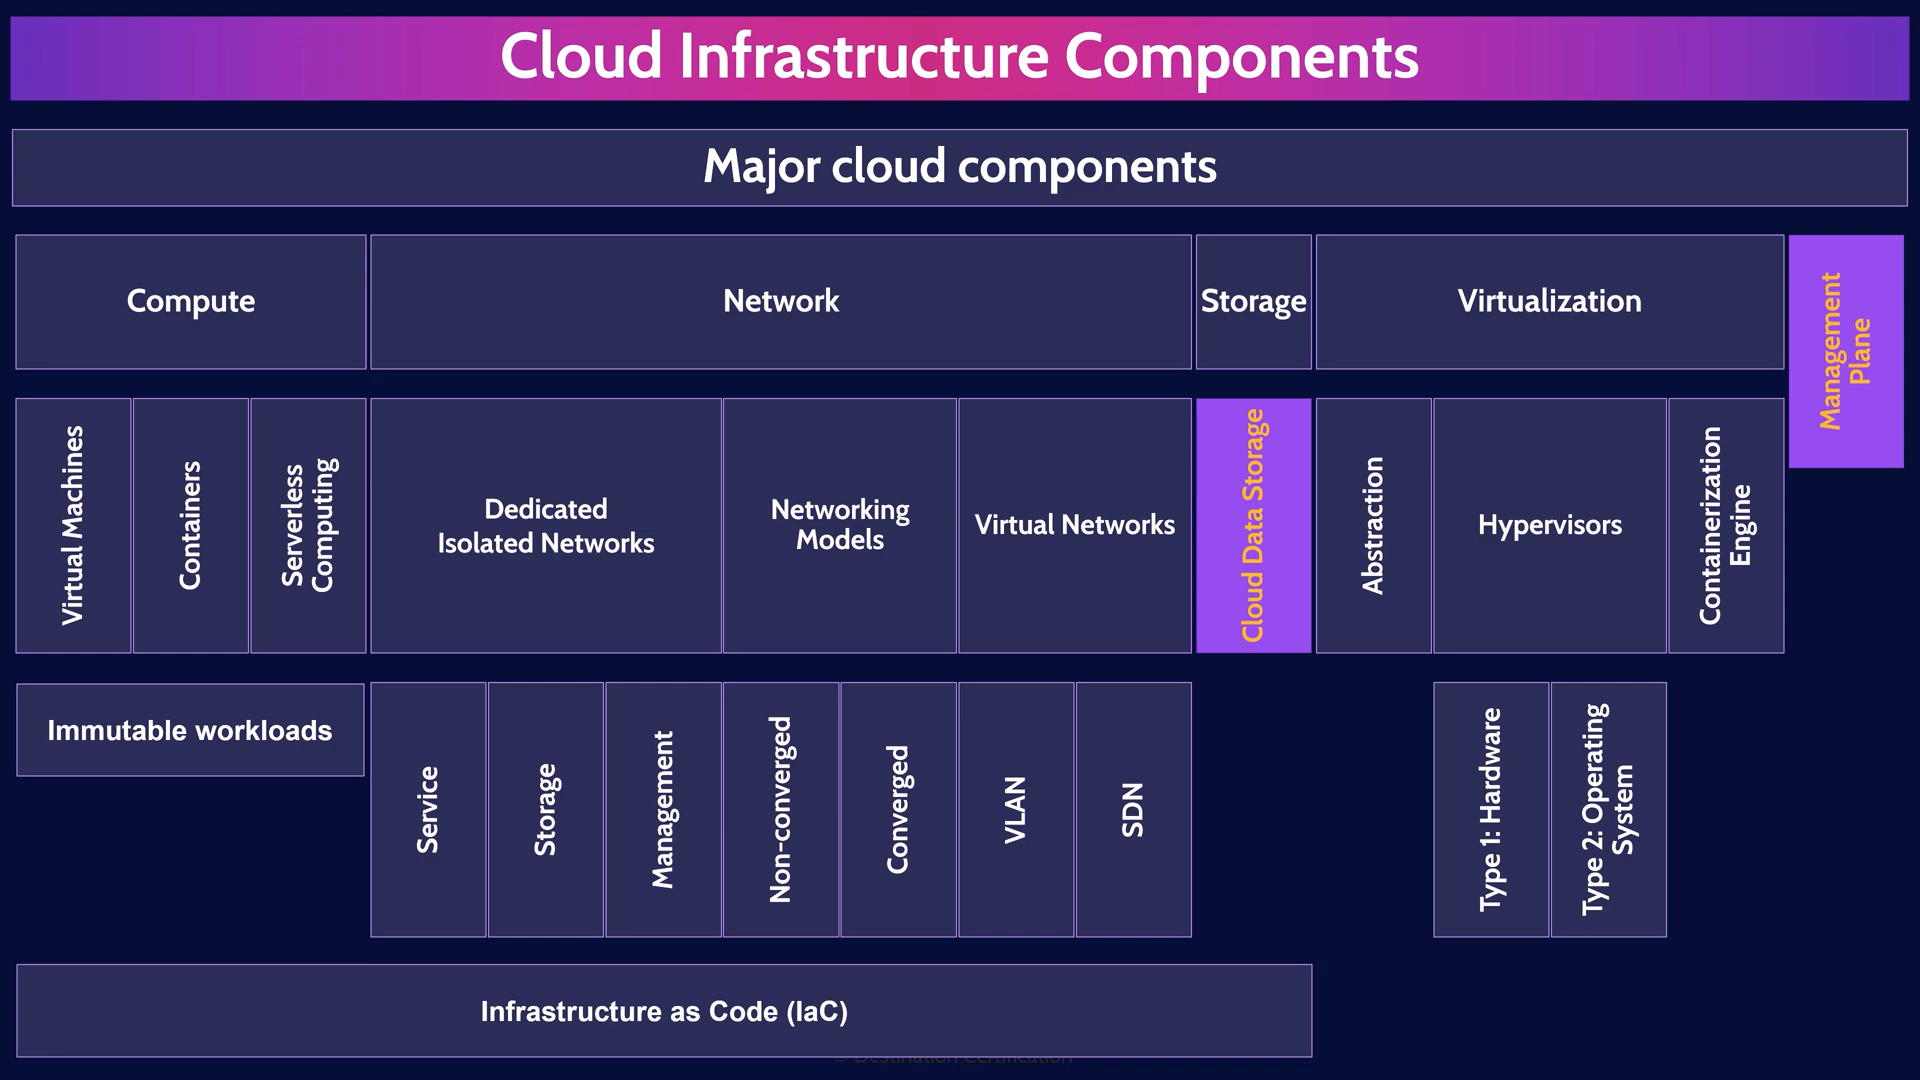 Cloud Infrastructure Components
Major cloud components
Compute
Network
Storage
Virtualization
Management
Plane
Virtual Machines
Containers
Serverless
Computing
Dedicated
Isolated Networks
Networking
Models
Virtual Networks
Cloud Data Storage
Abstraction
Hypervisors
Containerization
Engine
Immutable workloads
Service
Storage
Management
Non-converged
Converged
VLAN
SDN
Type 1: Hardware
Type 2: Operating
System
Infrastructure as Code (IaC)
© Destination Certification